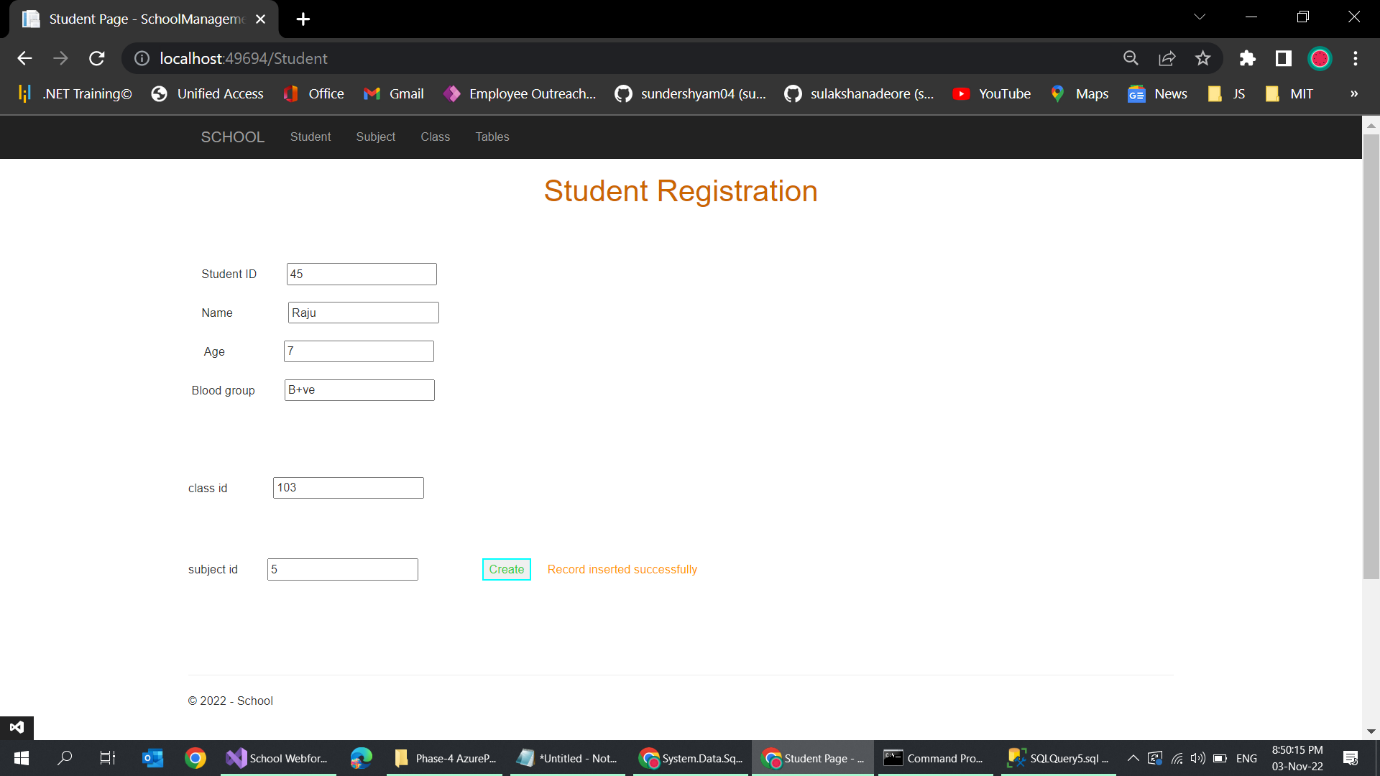 Student Page - SchoolManageme
localhost:49694/Student
.NET Training© Unified Access Office Gmail Employee Outreach... sundershyam04 (su... sulakshanadeore (s... YouTube Maps News JS MIT »
SCHOOL Student Subject Class Tables
Student Registration
Student ID 45
Name Raju
Age 7
Blood group B+ve
class id 103
subject id 5 Create Record inserted successfully
© 2022 - School
School Webfor... Phase-4 AzureP... *Untitled - Not... System.Data.Sq... Student Page - ... Command Pro... SQLQuery5.sql ... ENG 8:50:15 PM
03-Nov-22